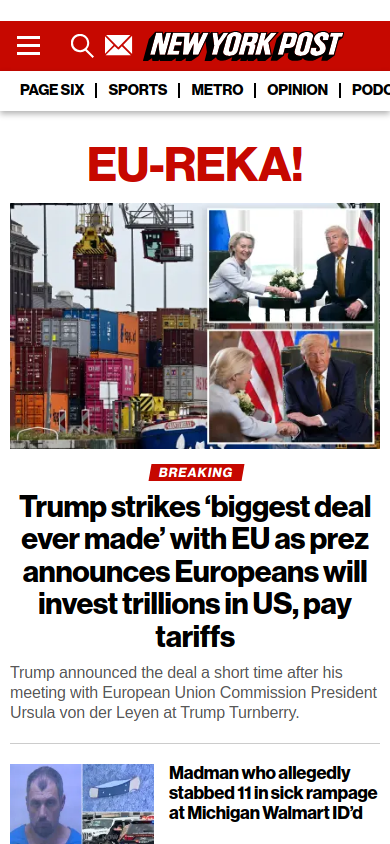 NEW YORK POST
PAGE SIX
SPORTS
METRO
OPINION
PODC
EU-REKA!
BREAKING
Trump strikes ‘biggest deal
ever made’ with EU as prez
announces Europeans will
invest trillions in US, pay
tariffs
Trump announced the deal a short time after his
meeting with European Union Commission President
Ursula von der Leyen at Trump Turnberry.
Madman who allegedly
stabbed 11 in sick rampage
at Michigan Walmart ID’d